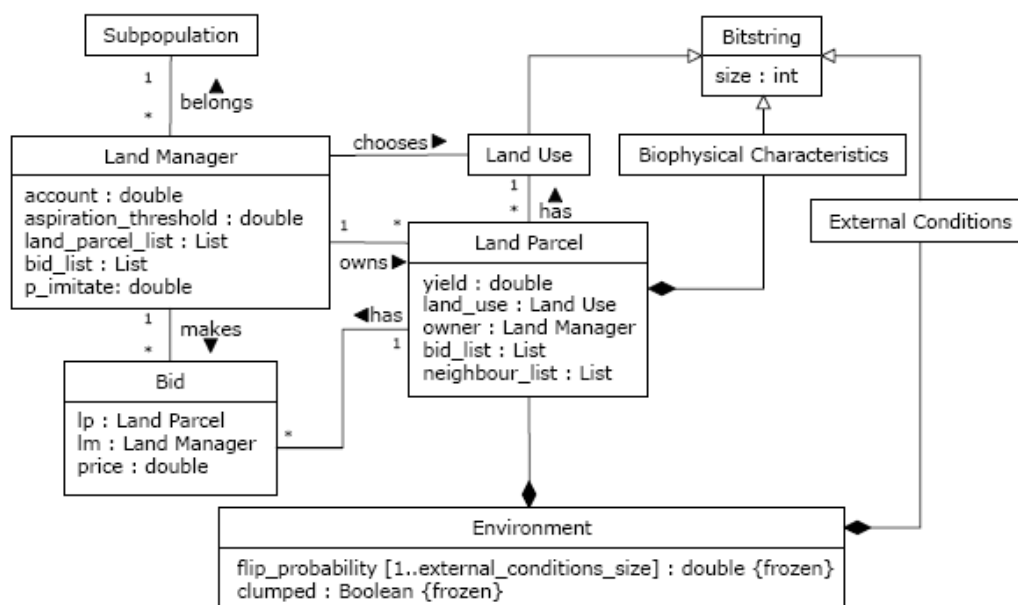 Subpopulation
1
belongs
*
Bitstring
size : int
Land Manager
account : double
aspiration_threshold : double
land_parcel_list : List
bid_list : List
p_imitate: double
chooses
Land Use
Biophysical Characteristics
External Conditions
1
*
has
1
*
owns
Land Parcel
yield : double
land_use : Land Use
owner : Land Manager
bid_list : List
neighbour_list : List
1
makes
*
has
1
*
Bid
lp : Land Parcel
lm : Land Manager
price : double
Environment
flip_probability [1..external_conditions_size] : double {frozen}
clumped : Boolean {frozen}